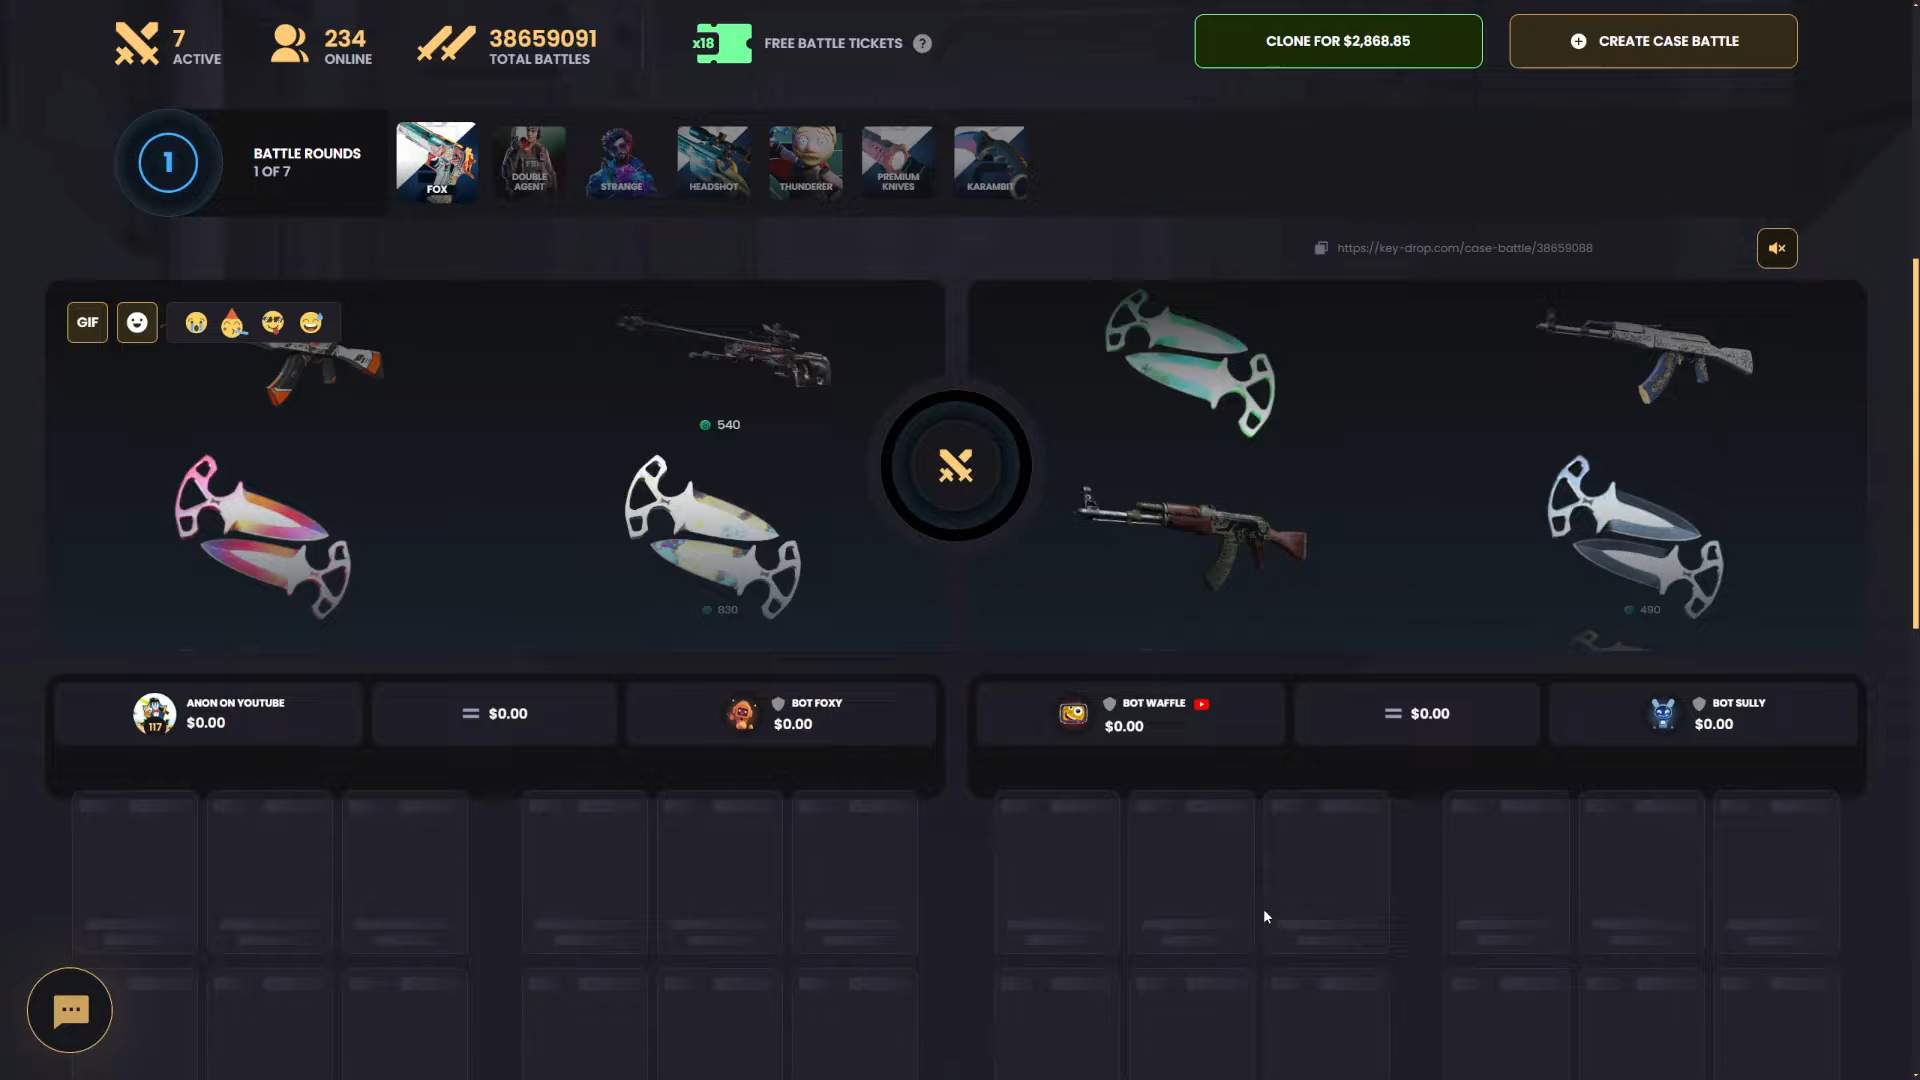 7
ACTIVE
234
ONLINE
38659091
TOTAL BATTLES
x18
FREE BATTLE TICKETS ?
CLONE FOR $2,868.85
CREATE CASE BATTLE
1
BATTLE ROUNDS
1 OF 7
FOX
DOUBLE
AGENT
STRANGE
HEADSHOT
THUNDERER
PREMIUM
KNIVES
KARAMBIT
https://key-drop.com/case-battle/38659088
GIF
540
830
490
ANON ON YOUTUBE
$0.00
117
= $0.00
BOT FOXY
$0.00
BOT WAFFLE
$0.00
= $0.00
BOT SULLY
$0.00